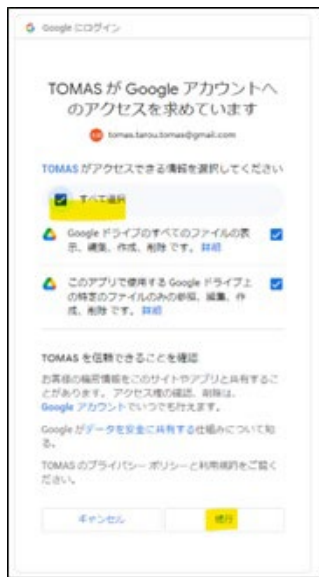 Google にログイン
TOMAS が Google アカウントへ
のアクセスを求めています
tomas.tarou.tomas@gmail.com
TOMAS がアクセスできる情報を選択してください
すべて選択
Google ドライブのすべてのファイルの表
示、編集、作成、削除 です。 詳細
このアプリで使用する Google ドライブ上
の特定のファイルのみの参照、編集、作
成、削除 です。 詳細
TOMAS を信頼できることを確認
お客様の機密情報をこのサイトやアプリと共有するこ
とがあります。 アクセス権の確認、削除は、
Google アカウントでいつでも行えます。
Google がデータを安全に共有する仕組みについて知
る。
TOMAS のプライバシー ポリシーと利用規約をご覧く
ださい。
キャンセル
続行